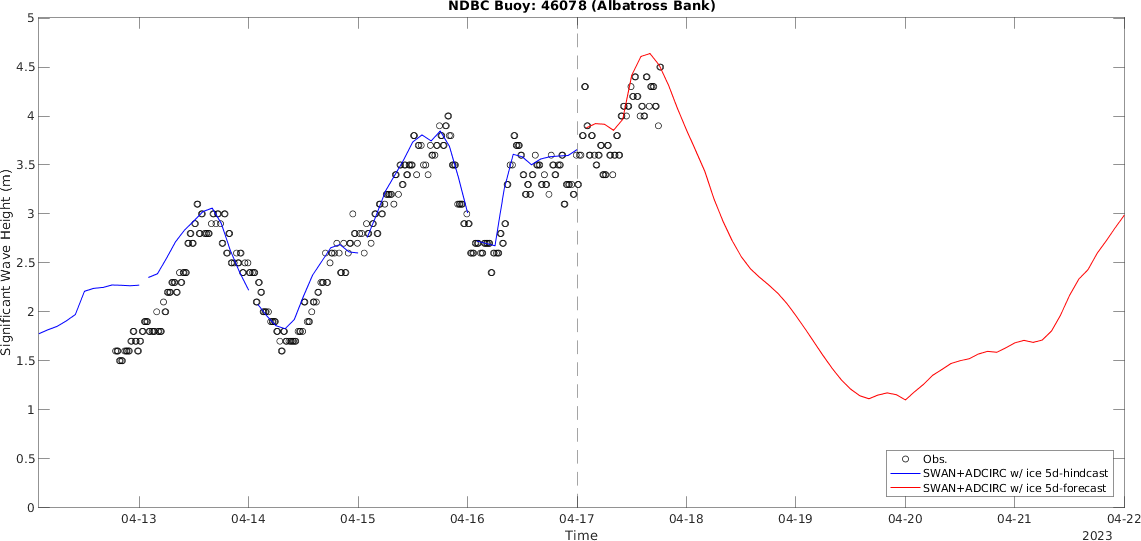 NDBC Buoy: 46078 (Albatross Bank)
5
4.5
4
3.5
3
2.5
2
1.5
1
0.5
0
Significant Wave Height (m)
04-13 04-14 04-15 04-16 04-17 04-18 04-19 04-20 04-21 04-22
Time
2023
Obs.
SWAN+ADCIRC w/ ice 5d-hindcast
SWAN+ADCIRC w/ ice 5d-forecast